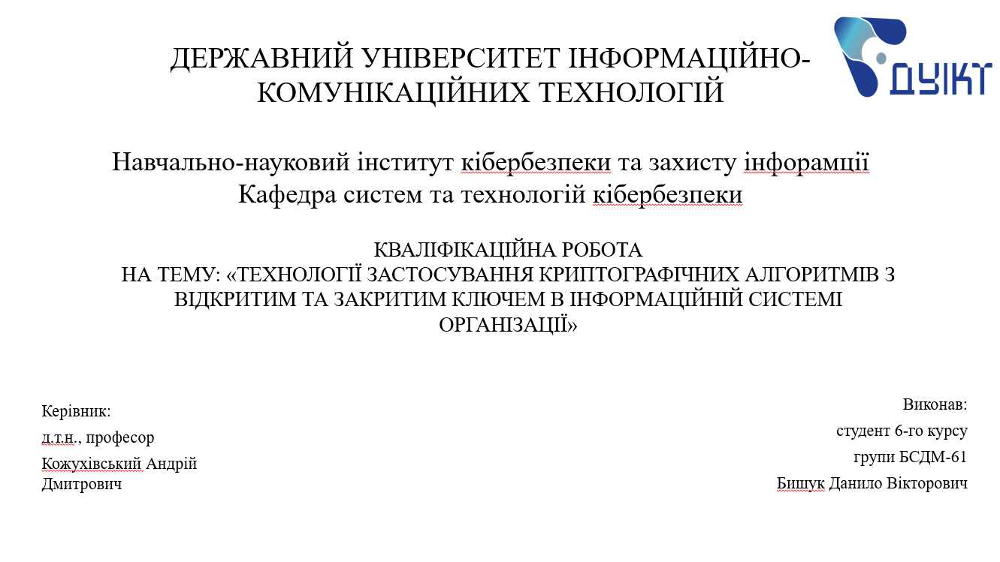 ДЕРЖАВНИЙ УНІВЕРСИТЕТ ІНФОРМАЦІЙНО-
КОМУНІКАЦІЙНИХ ТЕХНОЛОГІЙ
ДУІКТ
Навчально-науковий інститут кібербезпеки та захисту інфорамції
Кафедра систем та технологій кібербезпеки
КВАЛІФІКАЦІЙНА РОБОТА
НА ТЕМУ: «ТЕХНОЛОГІЇ ЗАСТОСУВАННЯ КРИПТОГРАФІЧНИХ АЛГОРИТМІВ З
ВІДКРИТИМ ТА ЗАКРИТИМ КЛЮЧЕМ В ІНФОРМАЦІЙНІЙ СИСТЕМІ
ОРГАНІЗАЦІЇ»
Керівник:
д.т.н., професор
Кожухівський Андрій
Дмитрович
Виконав:
студент 6-го курсу
групи БСДМ-61
Бищук Данило Вікторович